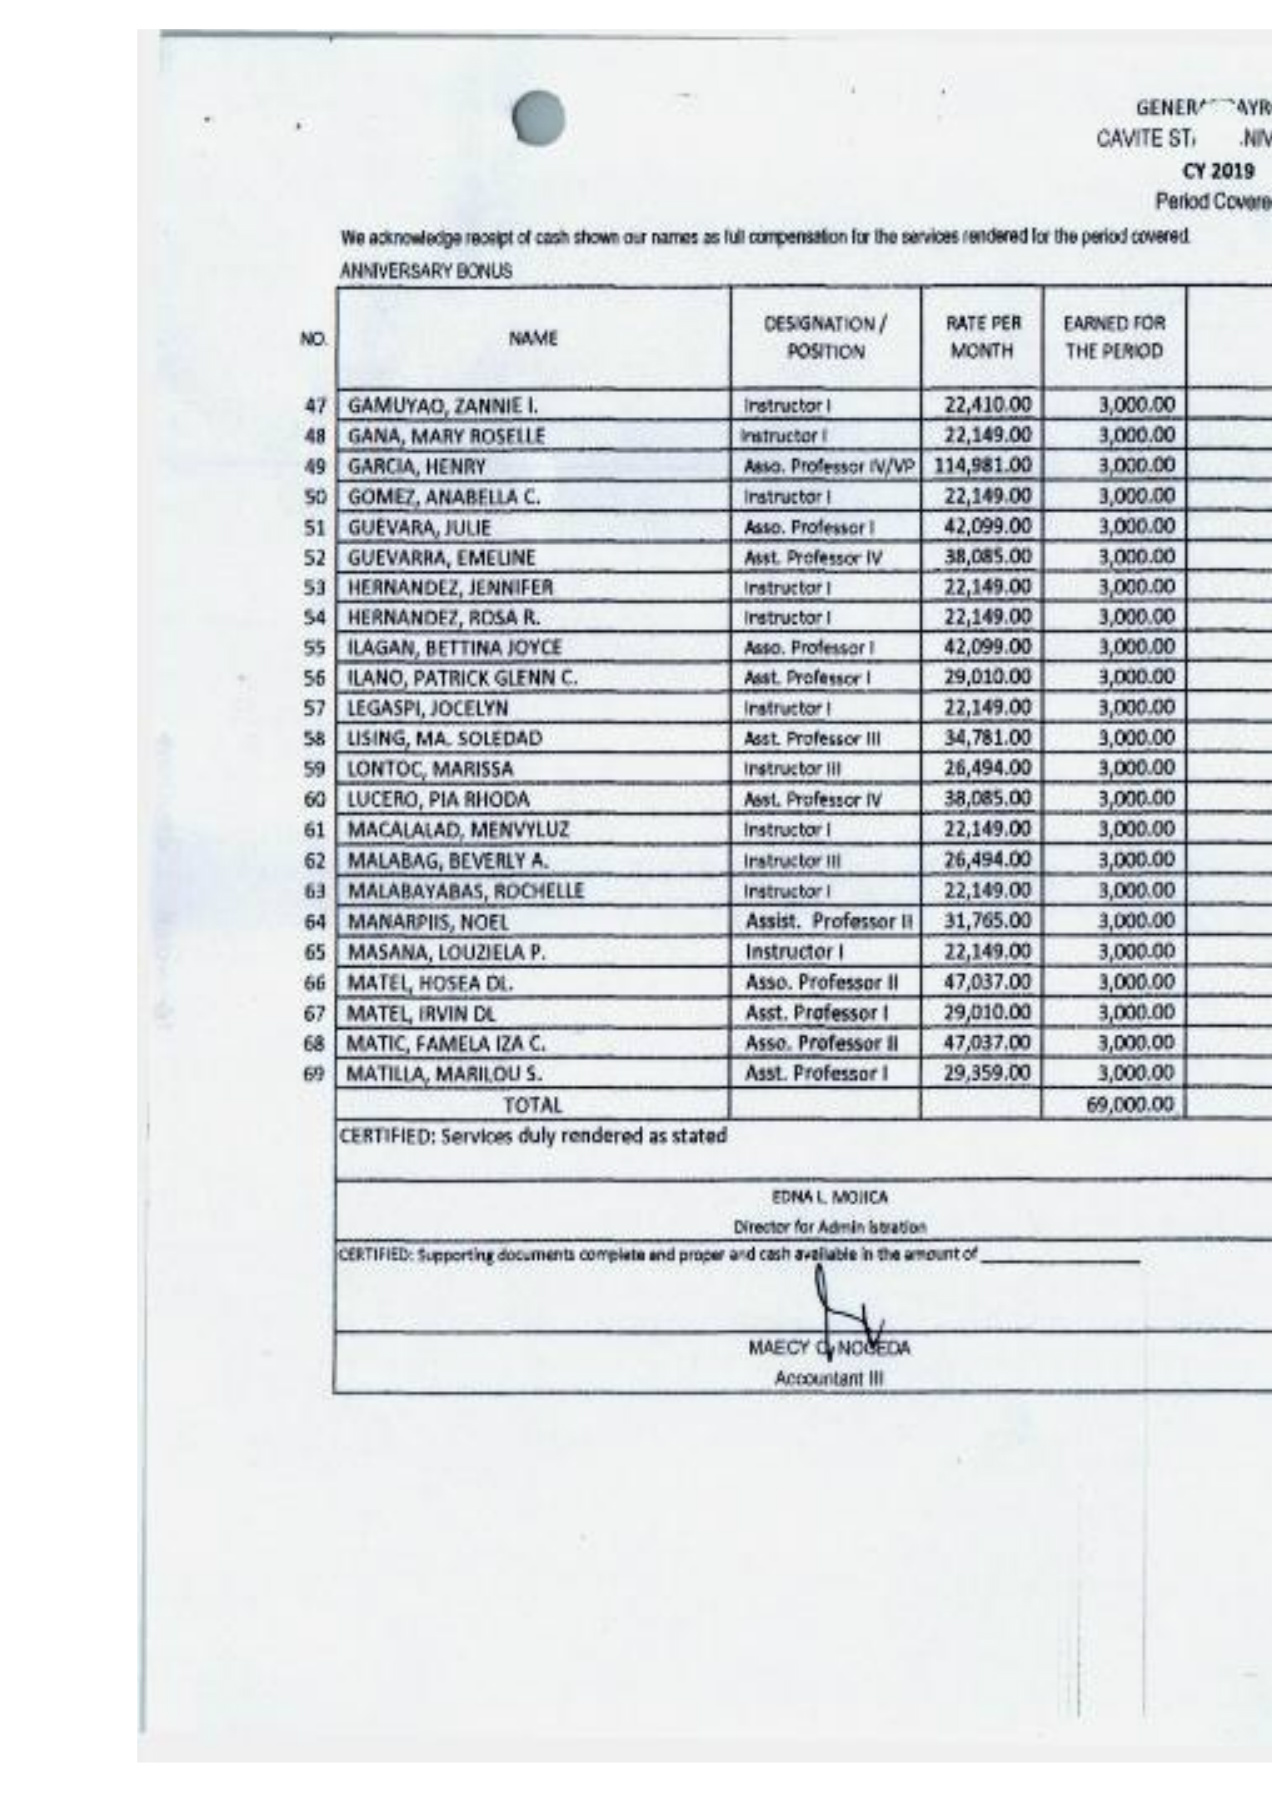 GENERA AYR
CAVITE ST NIV
CY 2019
Period Covere
We acknowledge receipt of cash shown our names as full compensation for the services rendered for the period covered.
ANNIVERSARY BONUS
NO. NAME DESIGNATION / POSITION RATE PER MONTH EARNED FOR THE PERIOD
47 GAMUYAO, ZANNIE I. Instructor I 22,410.00 3,000.00
48 GANA, MARY ROSELLE Instructor I 22,149.00 3,000.00
49 GARCIA, HENRY Asso. Professor IV/VP 114,981.00 3,000.00
50 GOMEZ, ANABELLA C. Instructor I 22,149.00 3,000.00
51 GUEVARA, JULIE Asso. Professor I 42,099.00 3,000.00
52 GUEVARRA, EMELINE Asst. Professor IV 38,085.00 3,000.00
53 HERNANDEZ, JENNIFER Instructor I 22,149.00 3,000.00
54 HERNANDEZ, ROSA R. Instructor I 22,149.00 3,000.00
55 ILAGAN, BETTINA JOYCE Asso. Professor I 42,099.00 3,000.00
56 ILANO, PATRICK GLENN C. Asst. Professor I 29,010.00 3,000.00
57 LEGASPI, JOCELYN Instructor I 22,149.00 3,000.00
58 LISING, MA. SOLEDAD Asst. Professor III 34,781.00 3,000.00
59 LONTOC, MARISSA Instructor III 26,494.00 3,000.00
60 LUCERO, PIA RHODA Asst. Professor IV 38,085.00 3,000.00
61 MACALALAD, MENVYLUZ Instructor I 22,149.00 3,000.00
62 MALABAG, BEVERLY A. Instructor III 26,494.00 3,000.00
63 MALABAYABAS, ROCHELLE Instructor I 22,149.00 3,000.00
64 MANARPIIS, NOEL Assist. Professor II 31,765.00 3,000.00
65 MASANA, LOUZIELA P. Instructor I 22,149.00 3,000.00
66 MATEL, HOSEA DL. Asso. Professor II 47,037.00 3,000.00
67 MATEL, IRVIN DL Asst. Professor I 29,010.00 3,000.00
68 MATIC, FAMELA IZA C. Asso. Professor II 47,037.00 3,000.00
69 MATILLA, MARILOU S. Asst. Professor I 29,359.00 3,000.00
TOTAL 69,000.00
CERTIFIED: Services duly rendered as stated
EDNA L. MOJICA
Director for Admin istration
CERTIFIED: Supporting documents complete and proper and cash available in the amount of
MAECY C. NOCEDA
Accountant III